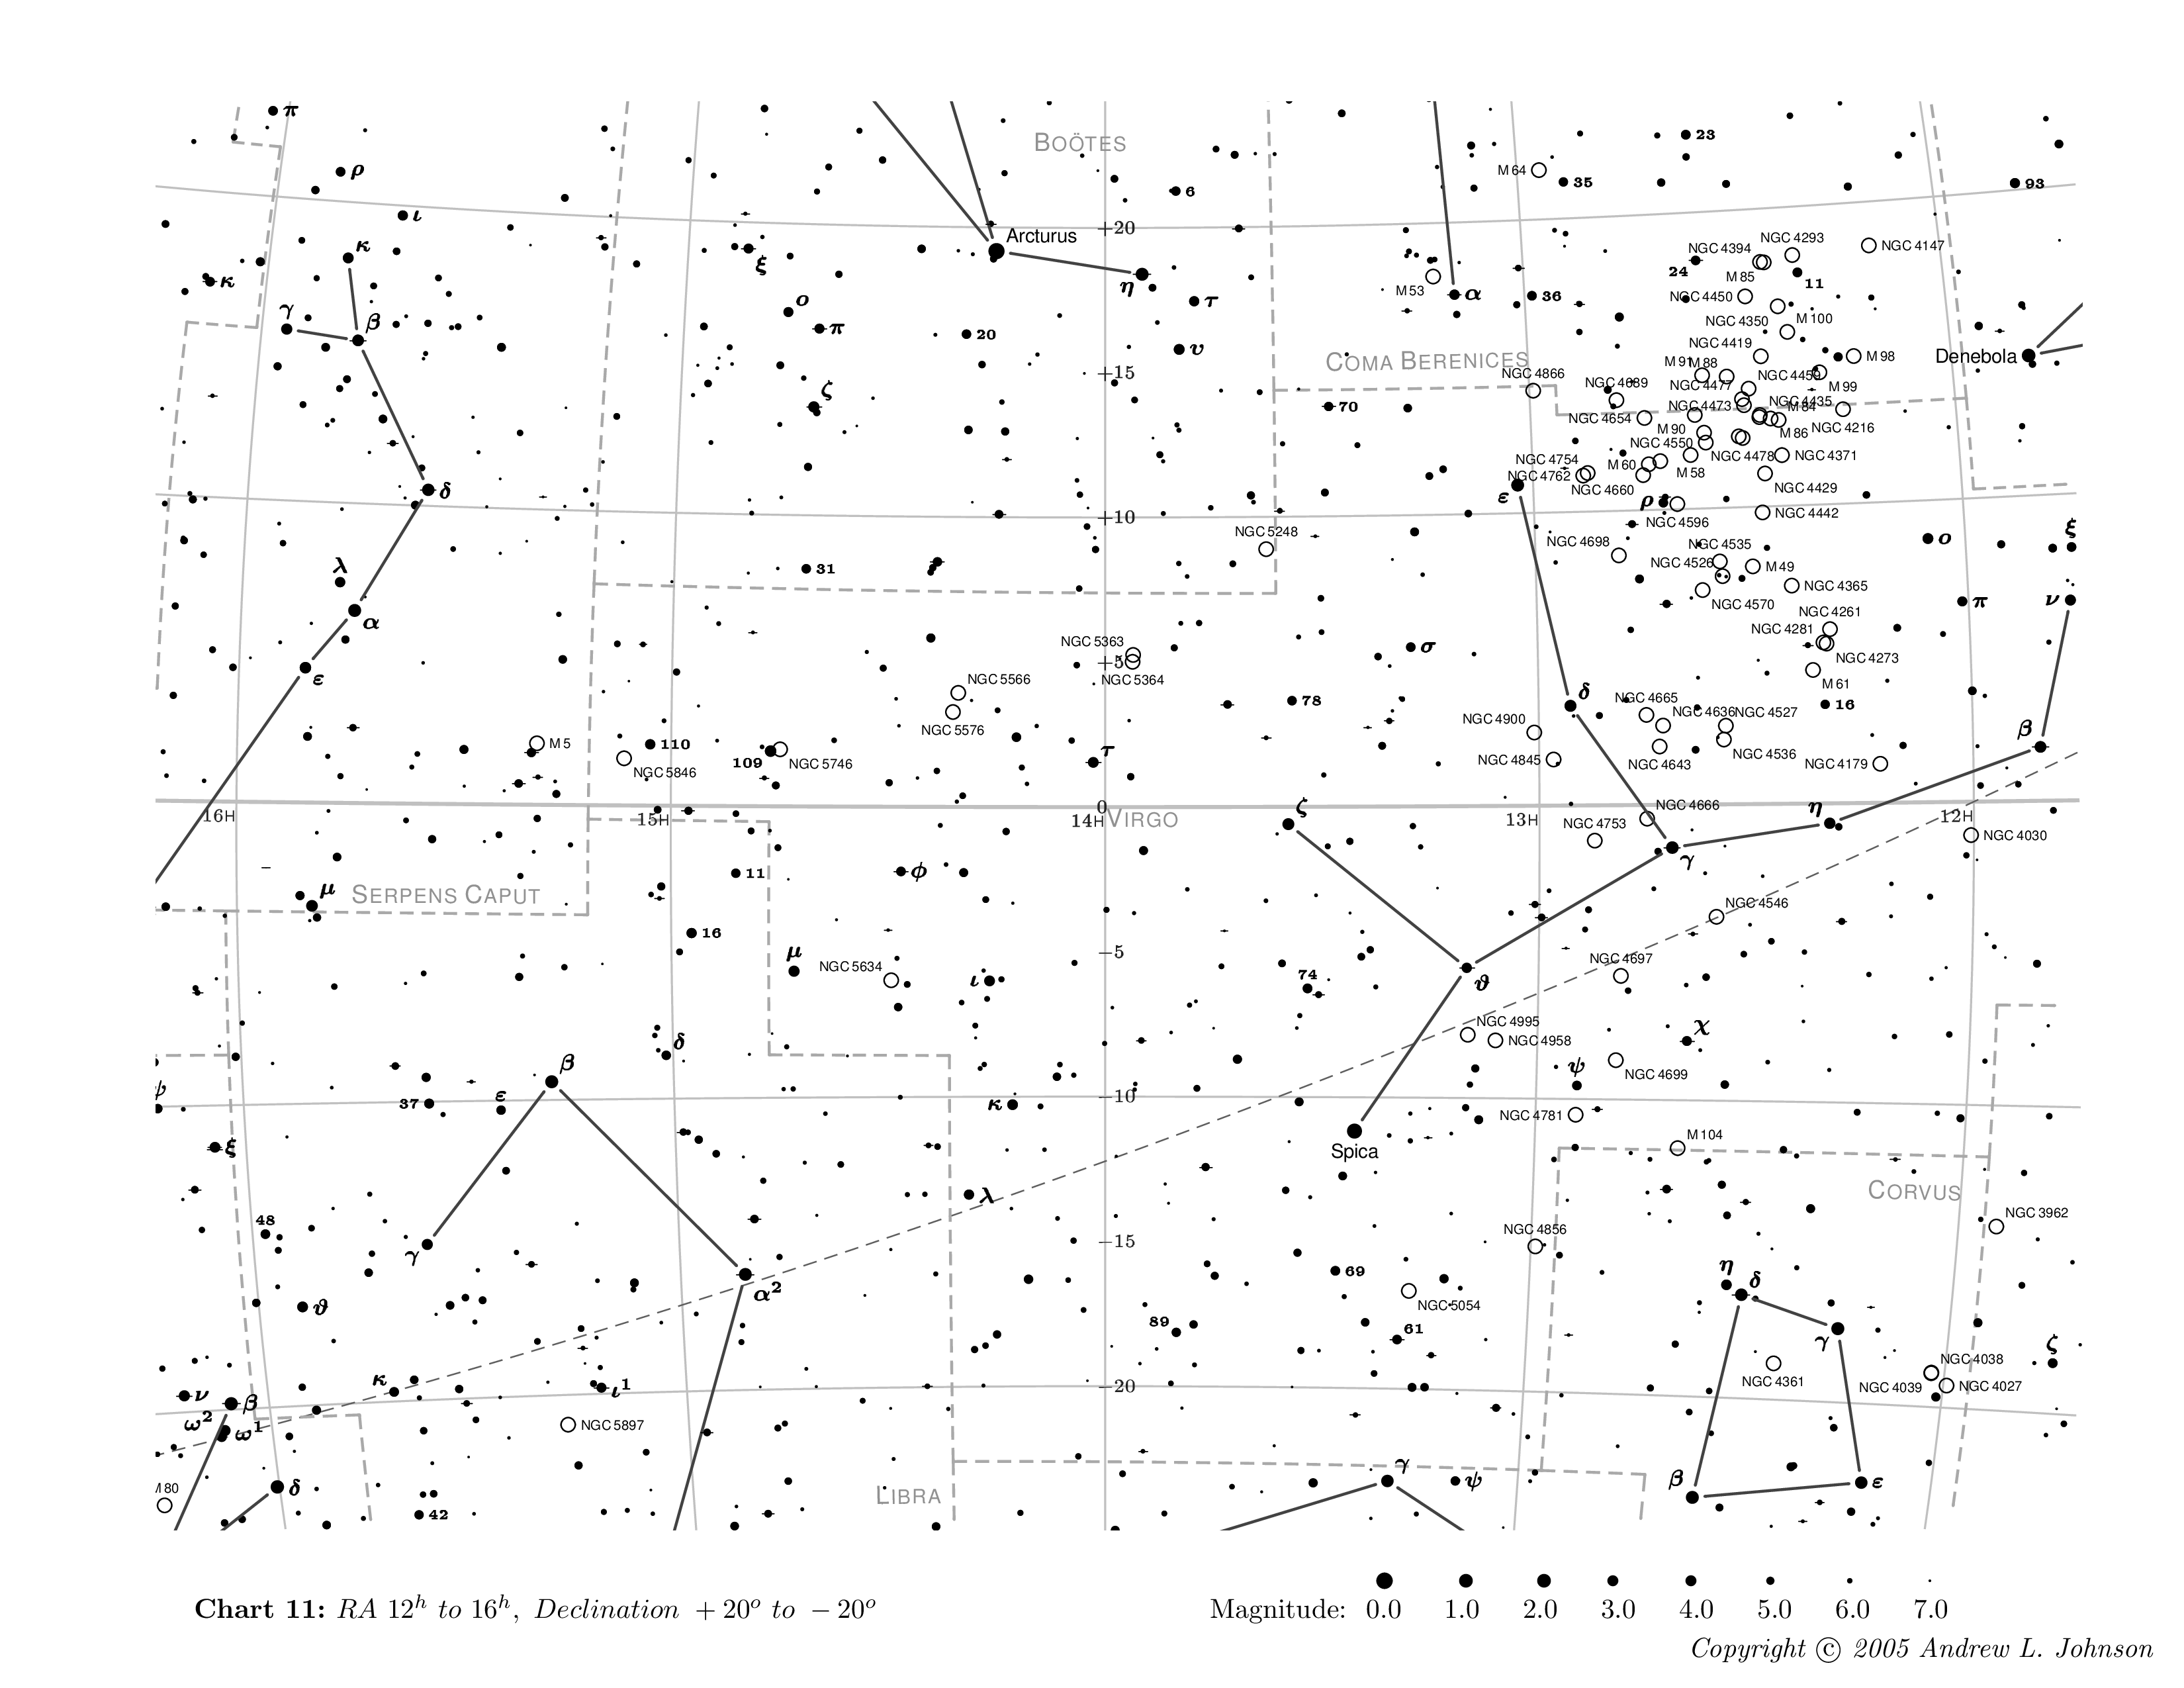 π
BOÖTES
23
ρ
M 64
35
6
93
ι
+20
κ
Arcturus
NGC 4293
NGC 4394
NGC 4147
ξ
24
M 85
κ
η
11
M 53
α
36
NGC 4450
τ
ο
γ
β
π
20
NGC 4350
M 100
υ
NGC 4419
COMA BERENICES
M 98
Denebola
M 91
M 88
+15
NGC 4866
NGC 4689
NGC 4477
NGC 4459
M 99
ζ
70
NGC 4473
NGC 4435
M 84
NGC 4654
M 90
M 86
NGC 4216
NGC 4550
NGC 4754
M 60
NGC 4478
NGC 4371
NGC 4762
M 58
δ
ε
NGC 4660
NGC 4429
ρ
+10
NGC 4442
NGC 4596
NGC 5248
ξ
NGC 4698
NGC 4535
ο
λ
31
NGC 4526
M 49
NGC 4365
NGC 4570
π
ν
α
NGC 4261
NGC 4281
NGC 5363
σ
+5
NGC 4273
ε
NGC 5566
NGC 5364
M 61
δ
78
NGC 4665
16
NGC 4636
NGC 4527
NGC 4900
NGC 5576
β
M 5
110
τ
NGC 4536
109
NGC 5746
NGC 4845
NGC 4643
NGC 4179
NGC 5846
0
ζ
NGC 4666
η
16H
15H
14H
VIRGO
13H
NGC 4753
12H
NGC 4030
γ
11
φ
μ
SERPENS CAPUT
NGC 4546
16
μ
−5
NGC 4697
NGC 5634
ι
74
ϑ
NGC 4995
χ
δ
NGC 4958
β
ψ
NGC 4699
ψ
ε
−10
37
κ
NGC 4781
ξ
M 104
Spica
λ
CORVUS
48
NGC 3962
NGC 4856
−15
γ
69
η
δ
α²
NGC 5054
ϑ
89
61
γ
ζ
NGC 4038
NGC 4361
κ
ι¹
−20
NGC 4039
NGC 4027
ν
β
ω²
ω¹
NGC 5897
γ
ψ
β
ε
M 80
δ
LIBRA
42
Chart 11: RA 12ʰ to 16ʰ, Declination +20ᵒ to −20ᵒ
Magnitude: 0.0 1.0 2.0 3.0 4.0 5.0 6.0 7.0
Copyright © 2005 Andrew L. Johnson